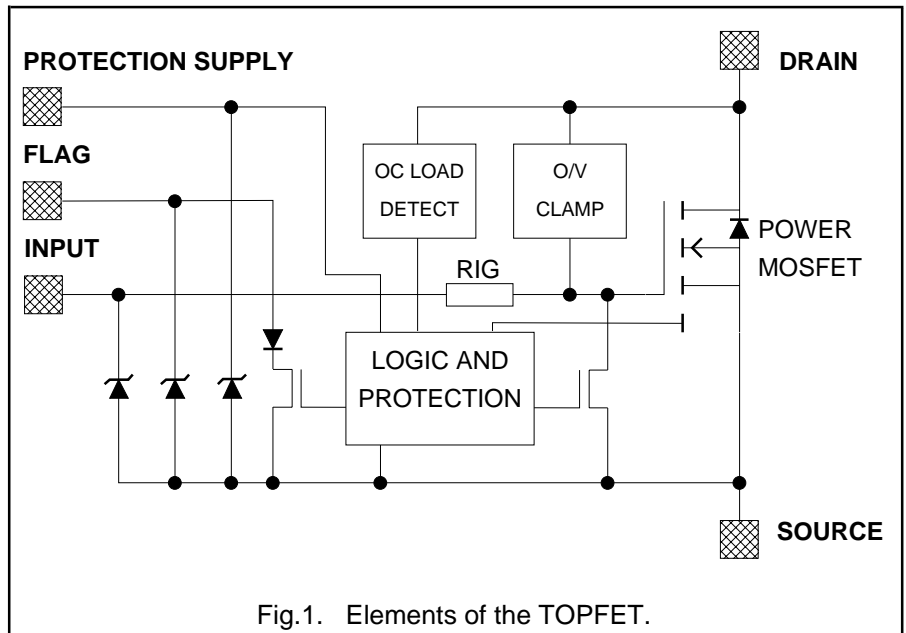 PROTECTION SUPPLY
DRAIN
FLAG
OC LOAD
DETECT
O/V
CLAMP
POWER
MOSFET
INPUT
RIG
LOGIC AND
PROTECTION
SOURCE
Fig.1. Elements of the TOPFET.